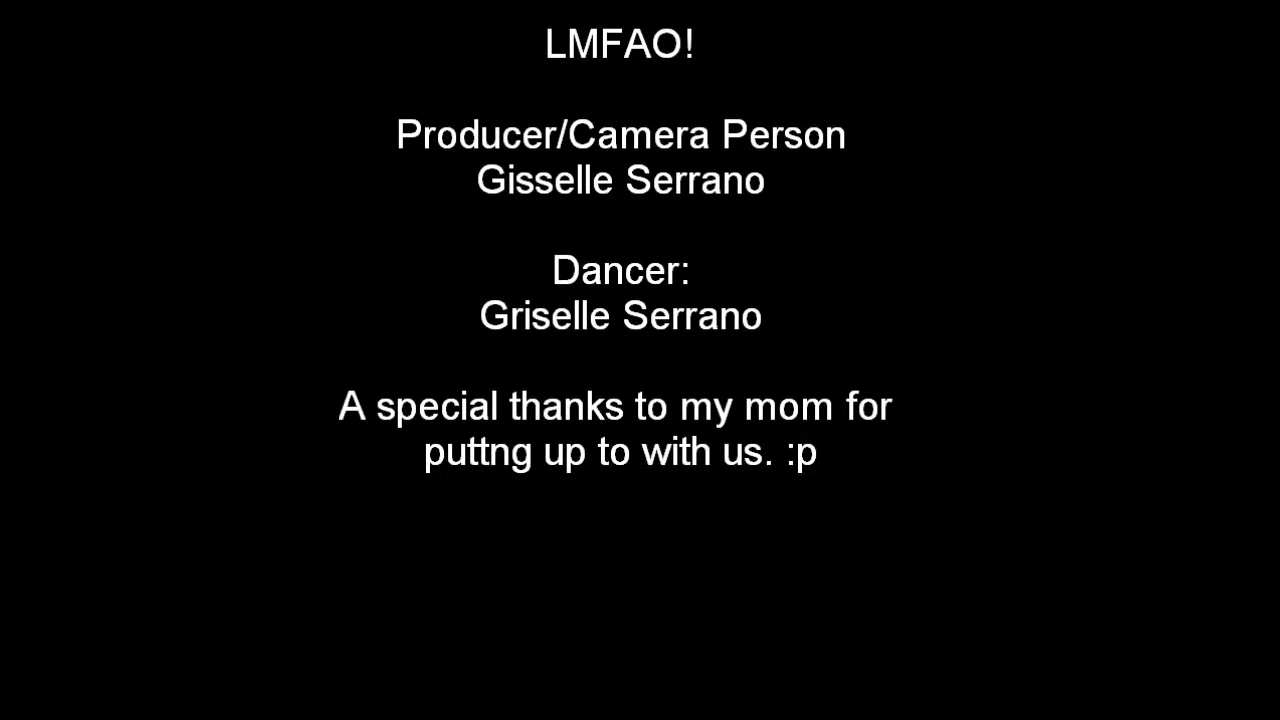 LMFAO!
Producer/Camera Person
Gisselle Serrano
Dancer:
Griselle Serrano
A special thanks to my mom for
puttng up to with us. :p